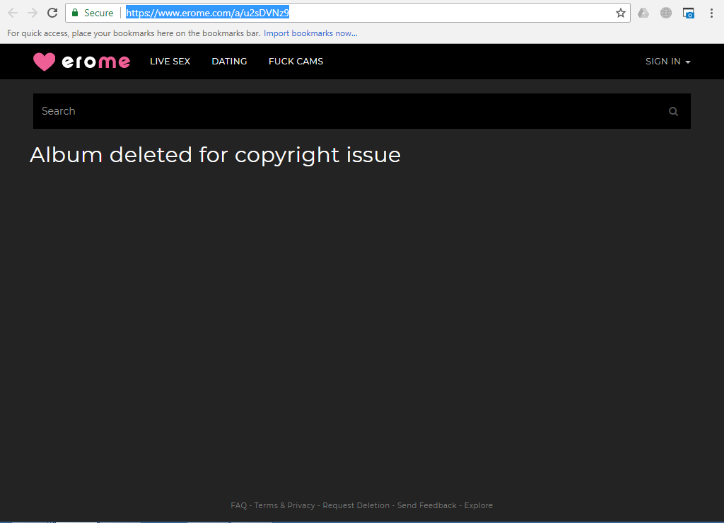 Secure https://www.erome.com/a/u2sDVNz9
For quick access, place your bookmarks here on the bookmarks bar. Import bookmarks now...
erome LIVE SEX DATING FUCK CAMS SIGN IN
Search
Album deleted for copyright issue
FAQ - Terms & Privacy - Request Deletion - Send Feedback - Explore